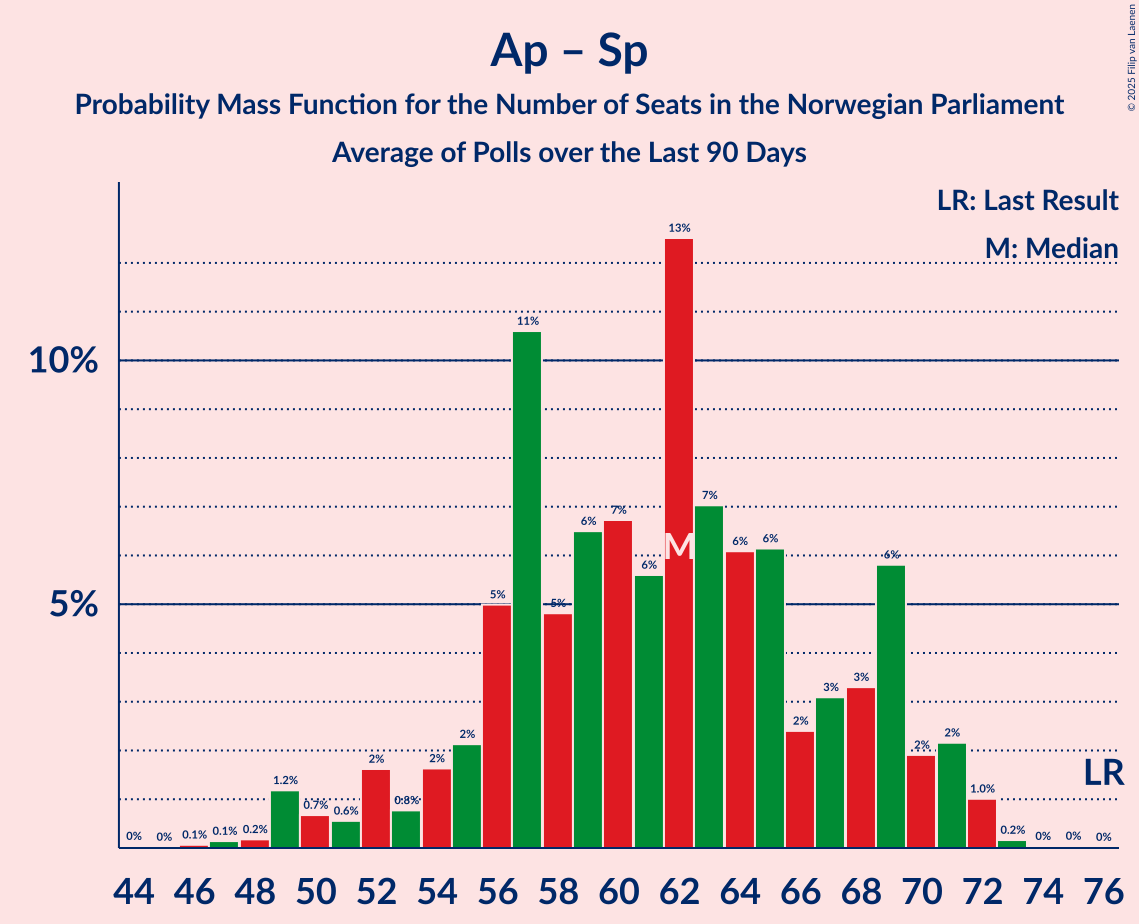 © 2025 Filip van Laenen
Ap – Sp
Probability Mass Function for the Number of Seats in the Norwegian Parliament
Average of Polls over the Last 90 Days
LR: Last Result
M: Median
10%
5%
0% 0% 0.1% 0.1% 0.2% 1.2% 0.7% 0.6% 2% 0.8% 2% 2% 5% 11% 5% 6% 7% 6% 13% 7% 6% 6% 2% 3% 3% 6% 2% 2% 1.0% 0.2% 0% 0% 0%
M
LR
44 46 48 50 52 54 56 58 60 62 64 66 68 70 72 74 76